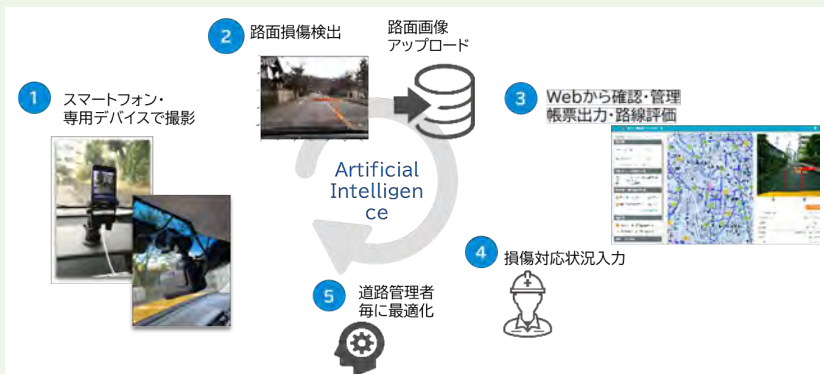 1
スマートフォン・
専用デバイスで撮影
2
路面損傷検出
路面画像
アップロード
3
Webから確認・管理
帳票出力・路線評価
Artificial
Intelligen
ce
4
損傷対応状況入力
5
道路管理者
毎に最適化